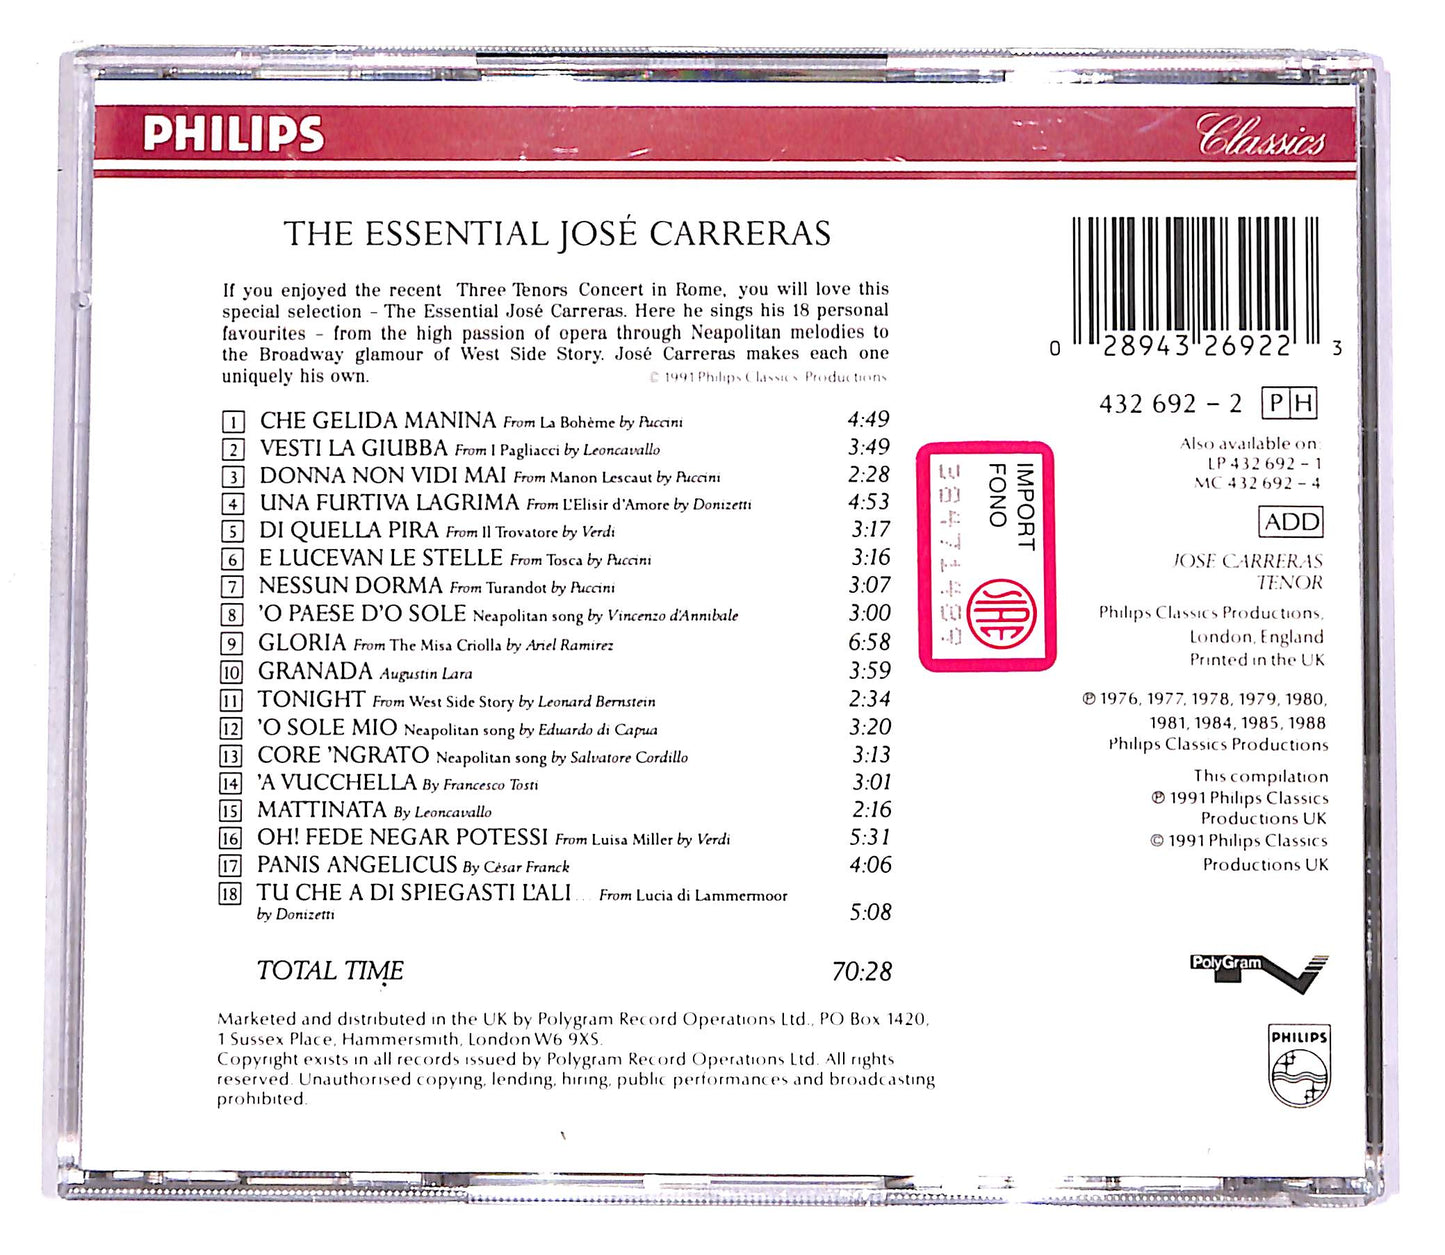 PHILIPS
Classics
THE ESSENTIAL JOSÉ CARRERAS
If you enjoyed the recent Three Tenors Concert in Rome, you will love this
special selection – The Essential José Carreras. Here he sings his 18 personal
favourites – from the high passion of opera through Neapolitan melodies to
the Broadway glamour of West Side Story. José Carreras makes each one
uniquely his own.
© 1991 Philips Classics Productions
1 CHE GELIDA MANINA From La Bohème by Puccini 4:49
2 VESTI LA GIUBBA From I Pagliacci by Leoncavallo 3:49
3 DONNA NON VIDI MAI From Manon Lescaut by Puccini 2:28
4 UNA FURTIVA LAGRIMA From L'Elisir d'Amore by Donizetti 4:53
5 DI QUELLA PIRA From Il Trovatore by Verdi 3:17
6 E LUCEVAN LE STELLE From Tosca by Puccini 3:16
7 NESSUN DORMA From Turandot by Puccini 3:07
8 'O PAESE D'O SOLE Neapolitan song by Vincenzo d'Annibale 3:00
9 GLORIA From The Misa Criolla by Ariel Ramirez 6:58
10 GRANADA Augustin Lara 3:59
11 TONIGHT From West Side Story by Leonard Bernstein 2:34
12 'O SOLE MIO Neapolitan song by Eduardo di Capua 3:20
13 CORE 'NGRATO Neapolitan song by Salvatore Cordillo 3:13
14 'A VUCCHELLA By Francesco Tosti 3:01
15 MATTINATA By Leoncavallo 2:16
16 OH! FEDE NEGAR POTESSI From Luisa Miller by Verdi 5:31
17 PANIS ANGELICUS By César Franck 4:06
18 TU CHE A DI SPIEGASTI L'ALI... From Lucia di Lammermoor
by Donizetti 5:08
TOTAL TIME 70:28
Marketed and distributed in the UK by Polygram Record Operations Ltd., PO Box 1420,
1 Sussex Place, Hammersmith, London W6 9XS.
Copyright exists in all records issued by Polygram Record Operations Ltd. All rights
reserved. Unauthorised copying, lending, hiring, public performances and broadcasting
prohibited.
IMPORT
FONO
SIAE
0 28943 26922 3
432 692 – 2 PH
Also available on:
LP 432 692 – 1
MC 432 692 – 4
ADD
JOSE CARRERAS
TENOR
Philips Classics Productions,
London, England
Printed in the UK
℗ 1976, 1977, 1978, 1979, 1980,
1981, 1984, 1985, 1988
Philips Classics Productions
This compilation
℗ 1991 Philips Classics
Productions UK
© 1991 Philips Classics
Productions UK
PolyGram
PHILIPS